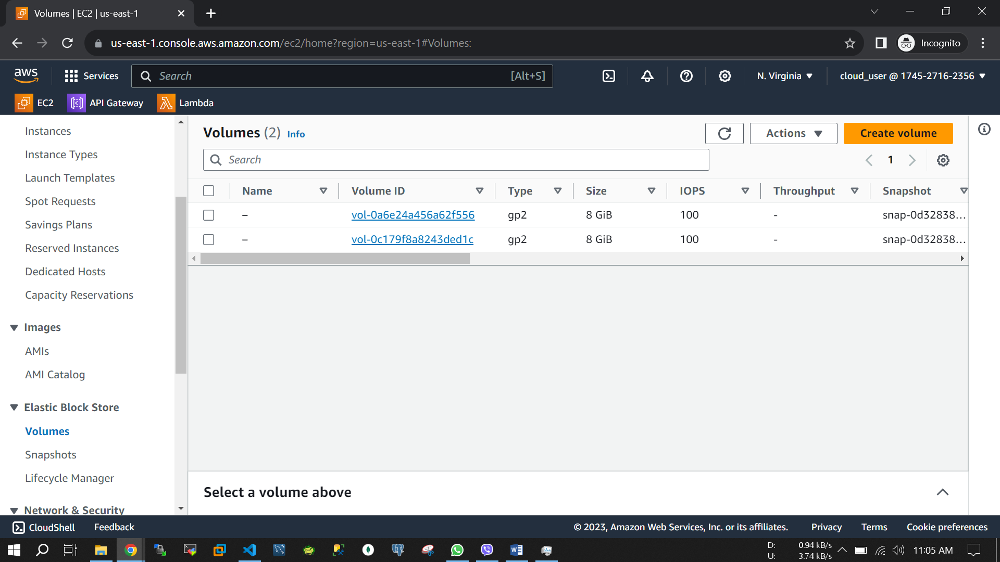 Volumes | EC2 | us-east-1
us-east-1.console.aws.amazon.com/ec2/home?region=us-east-1#Volumes:
Incognito
aws
Services
Search
[Alt+S]
N. Virginia
cloud_user @ 1745-2716-2356
EC2
API Gateway
Lambda
Instances
Instance Types
Launch Templates
Spot Requests
Savings Plans
Reserved Instances
Dedicated Hosts
Capacity Reservations
Images
AMIs
AMI Catalog
Elastic Block Store
Volumes
Snapshots
Lifecycle Manager
Network & Security
Volumes (2) Info
Actions
Create volume
Search
1
Name Volume ID Type Size IOPS Throughput Snapshot
– vol-0a6e24a456a62f556 gp2 8 GiB 100 - snap-0d32838...
– vol-0c179f8a8243ded1c gp2 8 GiB 100 - snap-0d32838...
Select a volume above
CloudShell
Feedback
© 2023, Amazon Web Services, Inc. or its affiliates.
Privacy
Terms
Cookie preferences
D: 0.94 kB/s
U: 3.74 kB/s
11:05 AM